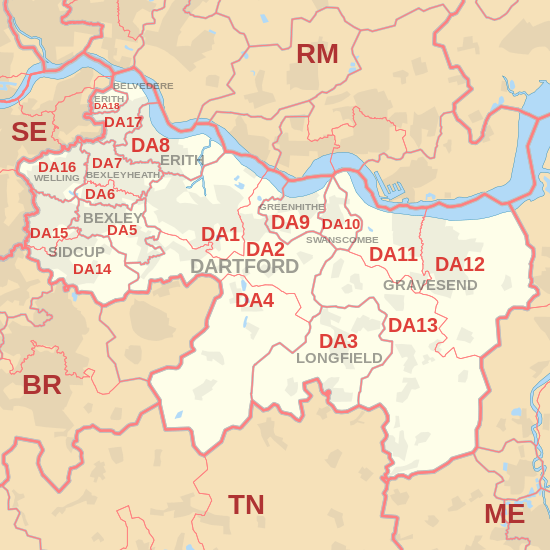 RM
BELVEDERE
ERITH
DA18
DA17
SE
DA8
ERITH
DA16
DA7
WELLING
BEXLEYHEATH
DA6
GREENHITHE
BEXLEY
DA9
DA10
DA15
DA5
DA1
SWANSCOMBE
SIDCUP
DA2
DA11
DA14
DARTFORD
DA12
GRAVESEND
DA4
DA13
DA3
LONGFIELD
BR
TN
ME